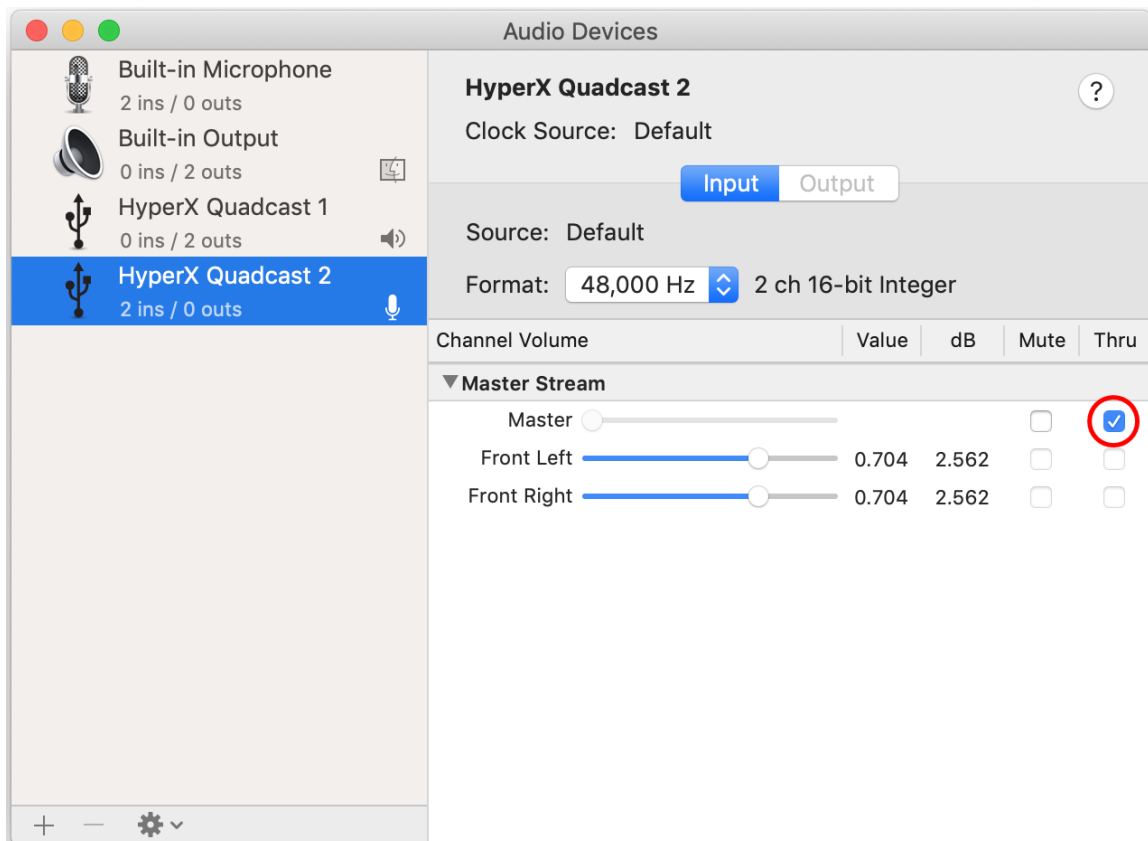 Audio Devices
Built-in Microphone
2 ins / 0 outs
Built-in Output
0 ins / 2 outs
HyperX Quadcast 1
0 ins / 2 outs
HyperX Quadcast 2
2 ins / 0 outs
HyperX Quadcast 2
?
Clock Source: Default
Input Output
Source: Default
Format: 48,000 Hz 2 ch 16-bit Integer
Channel Volume Value dB Mute Thru
Master Stream
Master
Front Left 0.704 2.562
Front Right 0.704 2.562